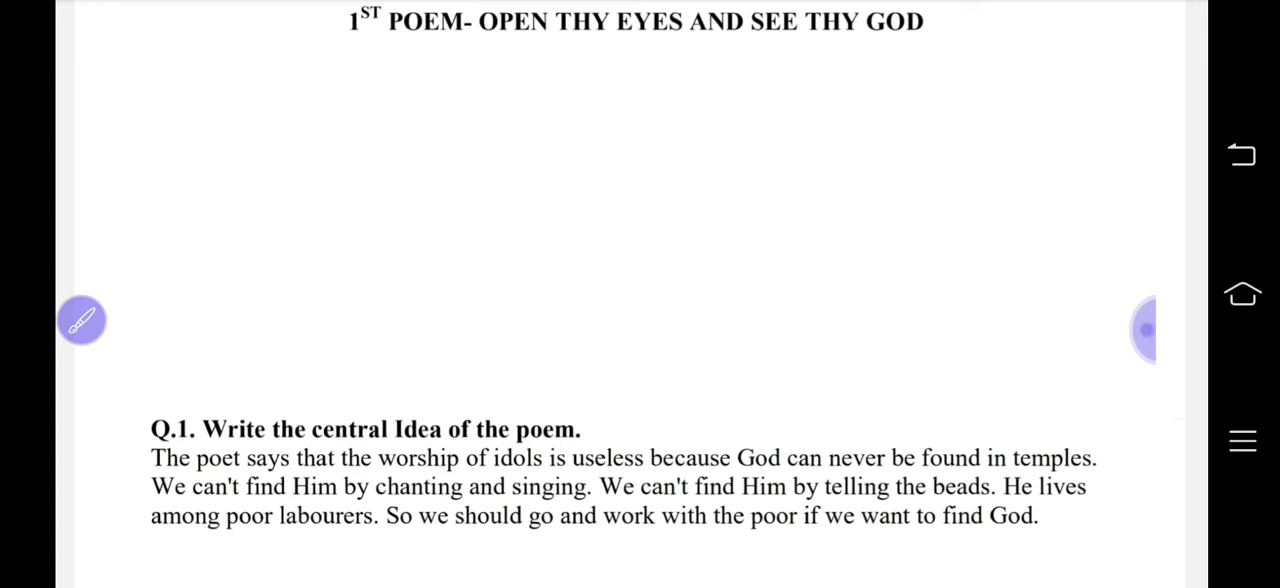 1ST POEM- OPEN THY EYES AND SEE THY GOD
Q.1. Write the central Idea of the poem.
The poet says that the worship of idols is useless because God can never be found in temples.
We can't find Him by chanting and singing. We can't find Him by telling the beads. He lives
among poor labourers. So we should go and work with the poor if we want to find God.